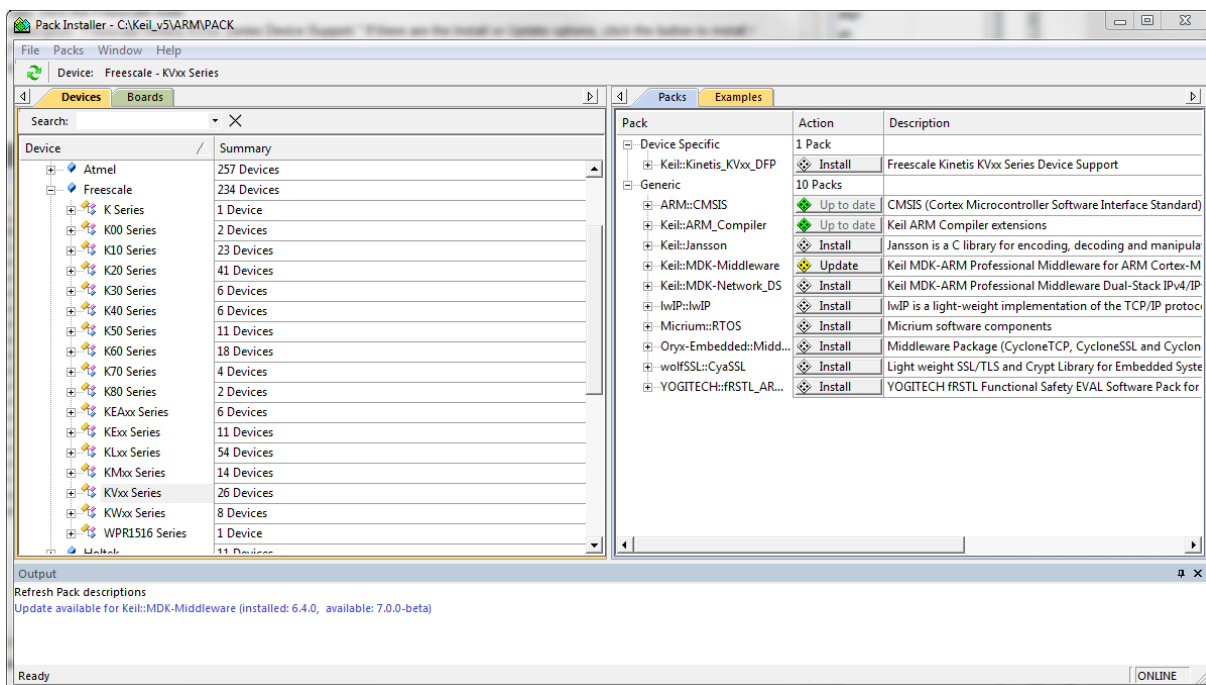 Pack Installer - C:\Keil_v5\ARM\PACK
File Packs Window Help
Device: Freescale - KVxx Series
Devices Boards
Packs Examples
Search:
Device / Summary
Atmel 257 Devices
Freescale 234 Devices
K Series 1 Device
K00 Series 2 Devices
K10 Series 23 Devices
K20 Series 41 Devices
K30 Series 6 Devices
K40 Series 6 Devices
K50 Series 11 Devices
K60 Series 18 Devices
K70 Series 4 Devices
K80 Series 2 Devices
KEAxx Series 6 Devices
KExx Series 11 Devices
KLxx Series 54 Devices
KMxx Series 14 Devices
KVxx Series 26 Devices
KWxx Series 8 Devices
WPR1516 Series 1 Device
Holtek 11 Devices
Pack Action Description
Device Specific 1 Pack
Keil::Kinetis_KVxx_DFP Install Freescale Kinetis KVxx Series Device Support
Generic 10 Packs
ARM::CMSIS Up to date CMSIS (Cortex Microcontroller Software Interface Standard)
Keil::ARM_Compiler Up to date Keil ARM Compiler extensions
Keil::Jansson Install Jansson is a C library for encoding, decoding and manipula
Keil::MDK-Middleware Update Keil MDK-ARM Professional Middleware for ARM Cortex-M
Keil::MDK-Network_DS Install Keil MDK-ARM Professional Middleware Dual-Stack IPv4/IP
lwIP::lwIP Install lwIP is a light-weight implementation of the TCP/IP protoc
Micrium::RTOS Install Micrium software components
Oryx-Embedded::Midd... Install Middleware Package (CycloneTCP, CycloneSSL and Cyclon
wolfSSL::CyaSSL Install Light weight SSL/TLS and Crypt Library for Embedded Syste
YOGITECH::fRSTL_AR... Install YOGITECH fRSTL Functional Safety EVAL Software Pack for
Output
Refresh Pack descriptions
Update available for Keil::MDK-Middleware (installed: 6.4.0, available: 7.0.0-beta)
Ready ONLINE